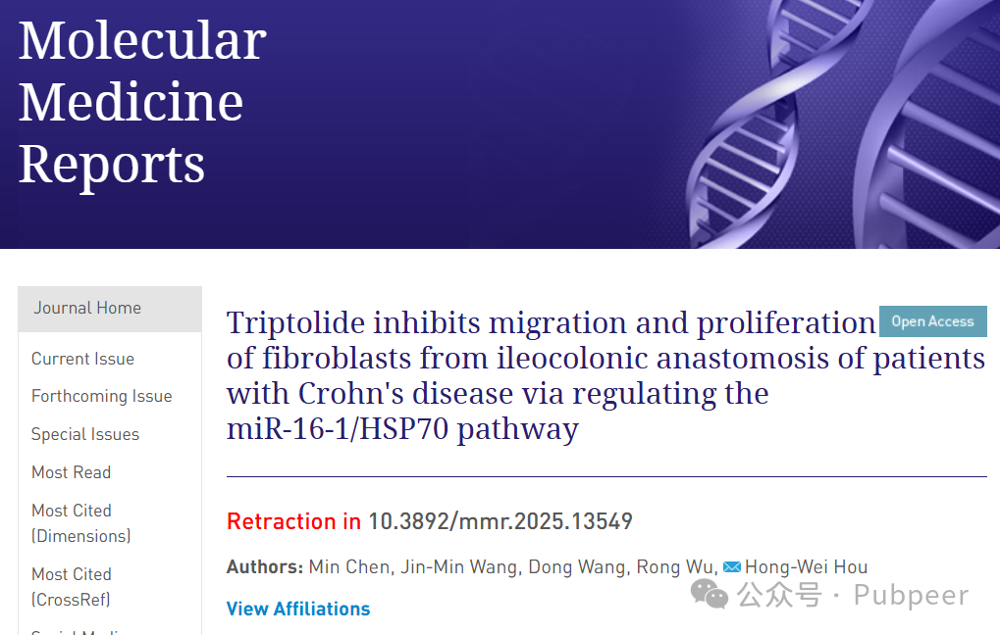 Molecular
Medicine
Reports
Journal Home
Current Issue
Forthcoming Issue
Special Issues
Most Read
Most Cited
(Dimensions)
Most Cited
(CrossRef)
Triptolide inhibits migration and proliferation
Open Access
of fibroblasts from ileocolonic anastomosis of patients
with Crohn's disease via regulating the
miR-16-1/HSP70 pathway
Retraction in 10.3892/mmr.2025.13549
Authors: Min Chen, Jin-Min Wang, Dong Wang, Rong Wu, Hong-Wei Hou
View Affiliations
公众号 · Pubpeer